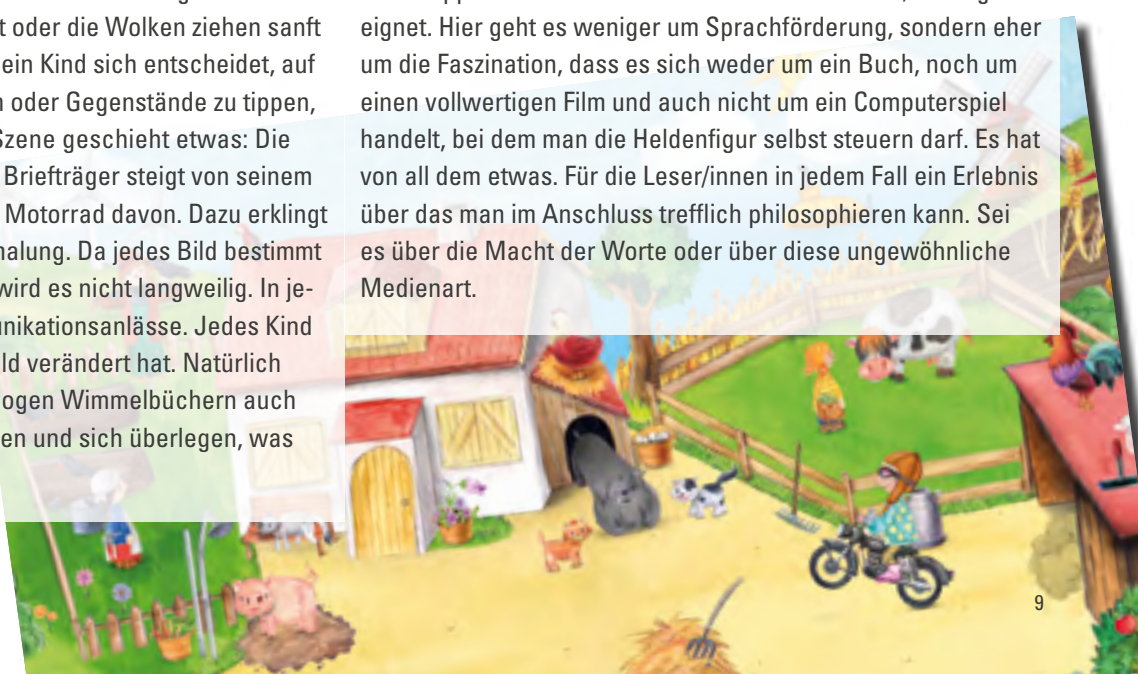 t oder die Wolken ziehen sanft
ein Kind sich entscheidet, auf
oder Gegenstände zu tippen,
Szene geschieht etwas: Die
Briefträger steigt von seinem
Motorrad davon. Dazu erklingt
malung. Da jedes Bild bestimmt
wird es nicht langweilig. In je-
unikationsanlässe. Jedes Kind
ld verändert hat. Natürlich
ogen Wimmelbüchern auch
en und sich überlegen, was
eignet. Hier geht es weniger um Sprachförderung, sondern eher
um die Faszination, dass es sich weder um ein Buch, noch um
einen vollwertigen Film und auch nicht um ein Computerspiel
handelt, bei dem man die Heldenfigur selbst steuern darf. Es hat
von all dem etwas. Für die Leser/innen in jedem Fall ein Erlebnis
über das man im Anschluss trefflich philosophieren kann. Sei
es über die Macht der Worte oder über diese ungewöhnliche
Medienart.
9